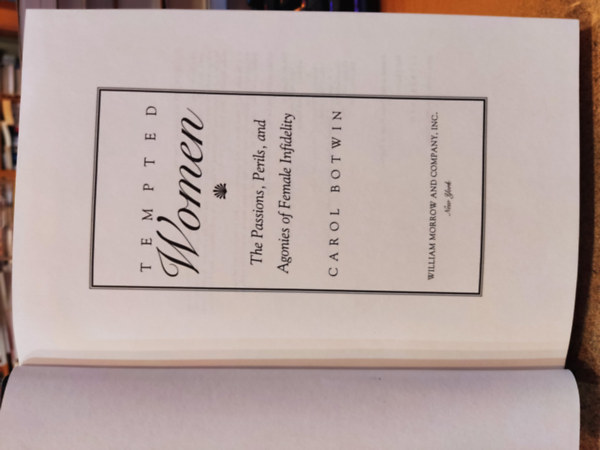 TEMPTED
Women
The Passions, Perils, and
Agonies of Female Infidelity
CAROL BOTWIN
WILLIAM MORROW AND COMPANY, INC.
New York